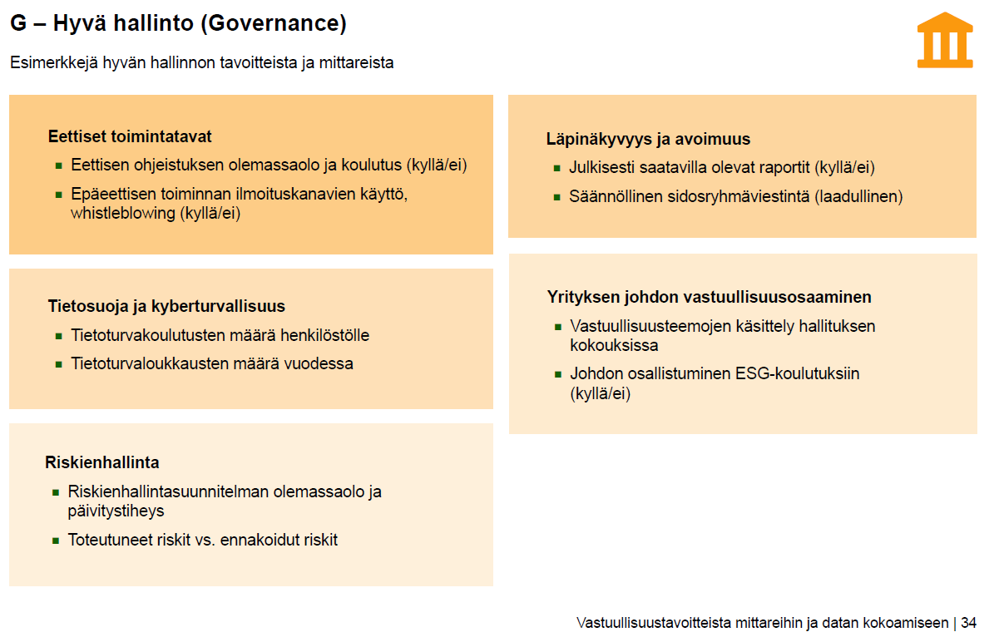 G – Hyvä hallinto (Governance)
Esimerkkejä hyvän hallinnon tavoitteista ja mittareista
Eettiset toimintatavat
▪ Eettisen ohjeistuksen olemassaolo ja koulutus (kyllä/ei)
▪ Epäeettisen toiminnan ilmoituskanavien käyttö,
whistleblowing (kyllä/ei)
Tietosuoja ja kyberturvallisuus
▪ Tietoturvakoulutusten määrä henkilöstölle
▪ Tietoturvaloukkausten määrä vuodessa
Riskienhallinta
▪ Riskienhallintasuunnitelman olemassaolo ja
päivitystiheys
▪ Toteutuneet riskit vs. ennakoidut riskit
Läpinäkyvyys ja avoimuus
▪ Julkisesti saatavilla olevat raportit (kyllä/ei)
▪ Säännöllinen sidosryhmäviestintä (laadullinen)
Yrityksen johdon vastuullisuusosaaminen
▪ Vastuullisuusteemojen käsittely hallituksen
kokouksissa
▪ Johdon osallistuminen ESG-koulutuksiin
(kyllä/ei)
Vastuullisuustavoitteista mittareihin ja datan kokoamiseen | 34